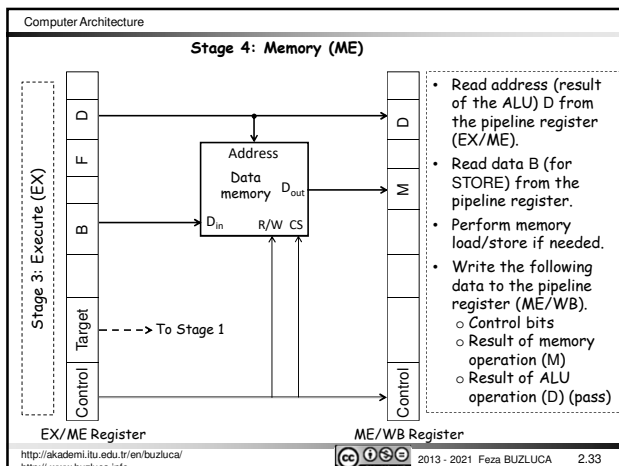 Computer Architecture
Stage 4: Memory (ME)
Stage 3: Execute (EX)
D
F
B
Target
Control
Address
Data
memory
Dout
Din
R/W CS
To Stage 1
D
M
Control
EX/ME Register
ME/WB Register
• Read address (result
of the ALU) D from
the pipeline register
(EX/ME).
• Read data B (for
STORE) from the
pipeline register.
• Perform memory
load/store if needed.
• Write the following
data to the pipeline
register (ME/WB).
o Control bits
o Result of memory
operation (M)
o Result of ALU
operation (D) (pass)
http://akademi.itu.edu.tr/en/buzluca/
cc
2013 - 2021 Feza BUZLUCA
2.33